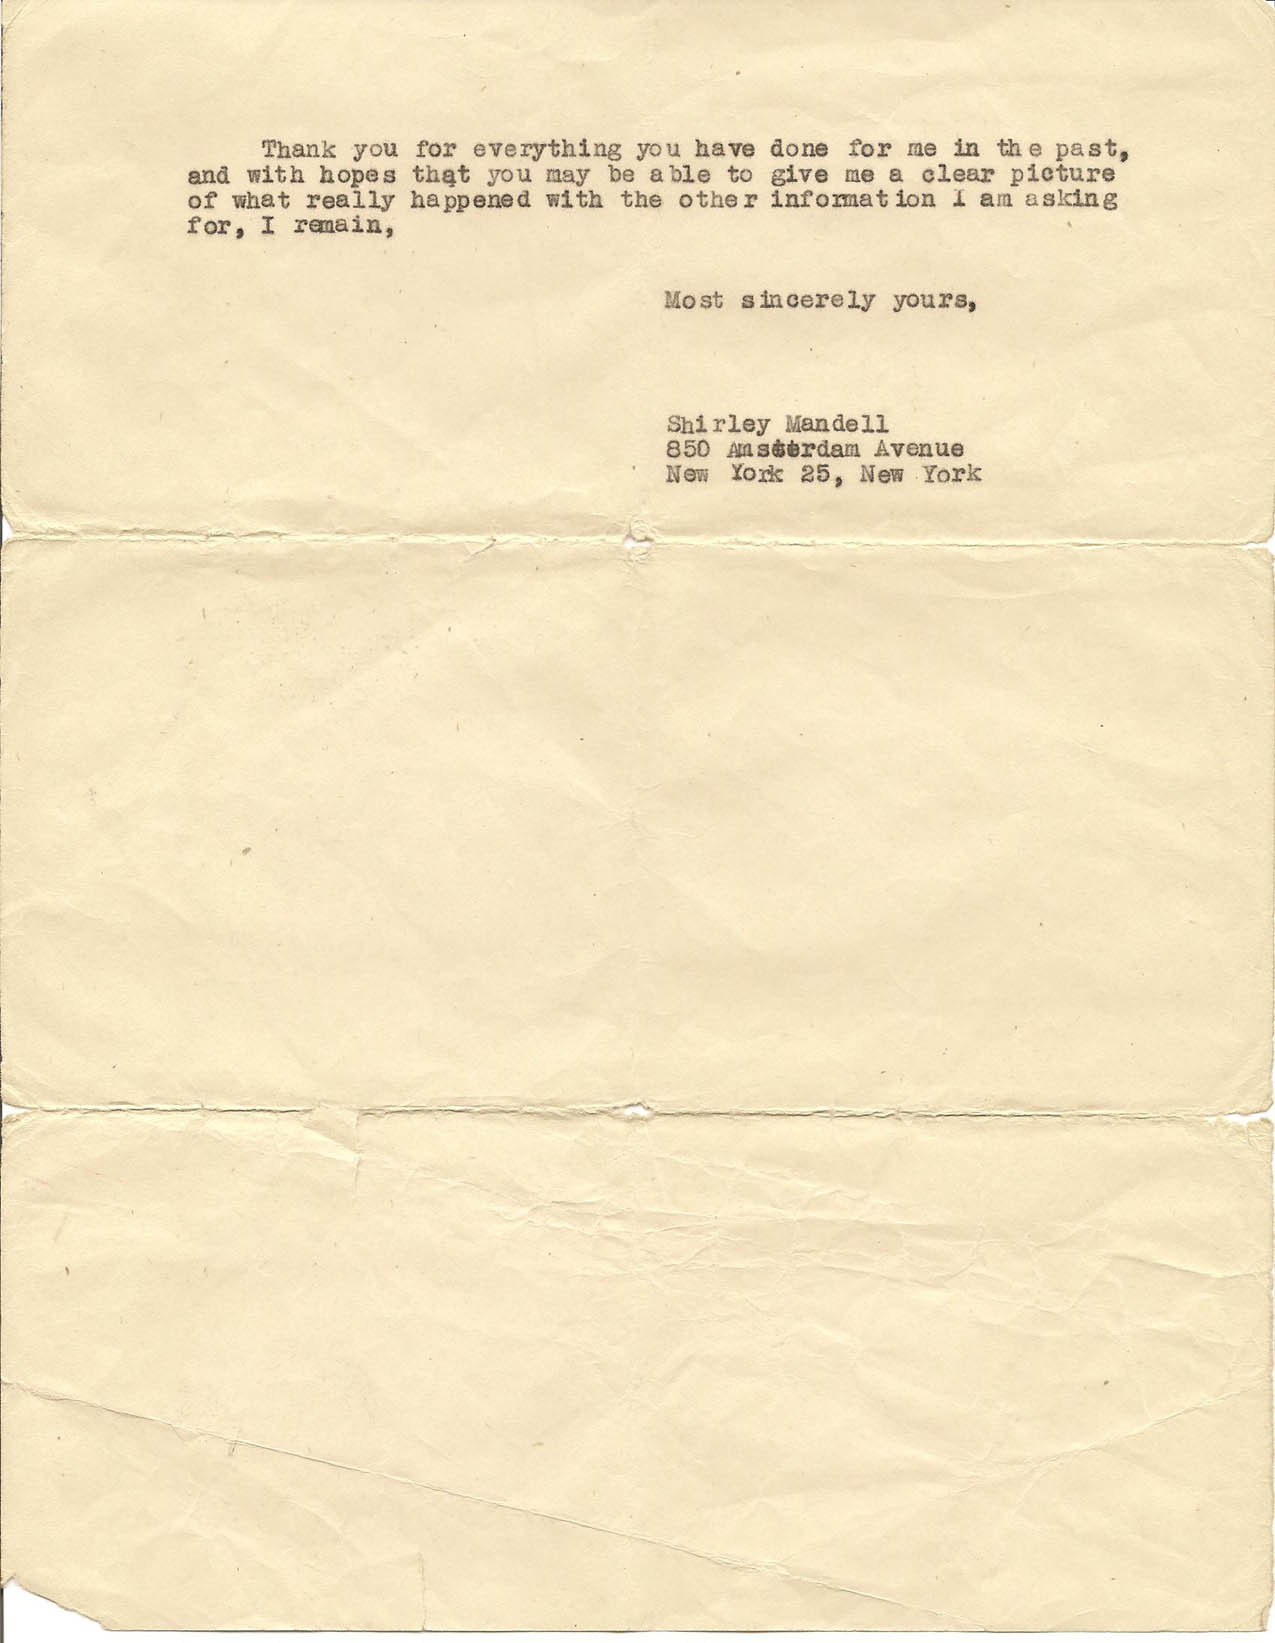 Thank you for everything you have done for me in the past,
and with hopes that you may be able to give me a clear picture
of what really happened with the other information I am asking
for, I remain,
Most sincerely yours,
Shirley Mandell
850 Amsterdam Avenue
New York 25, New York